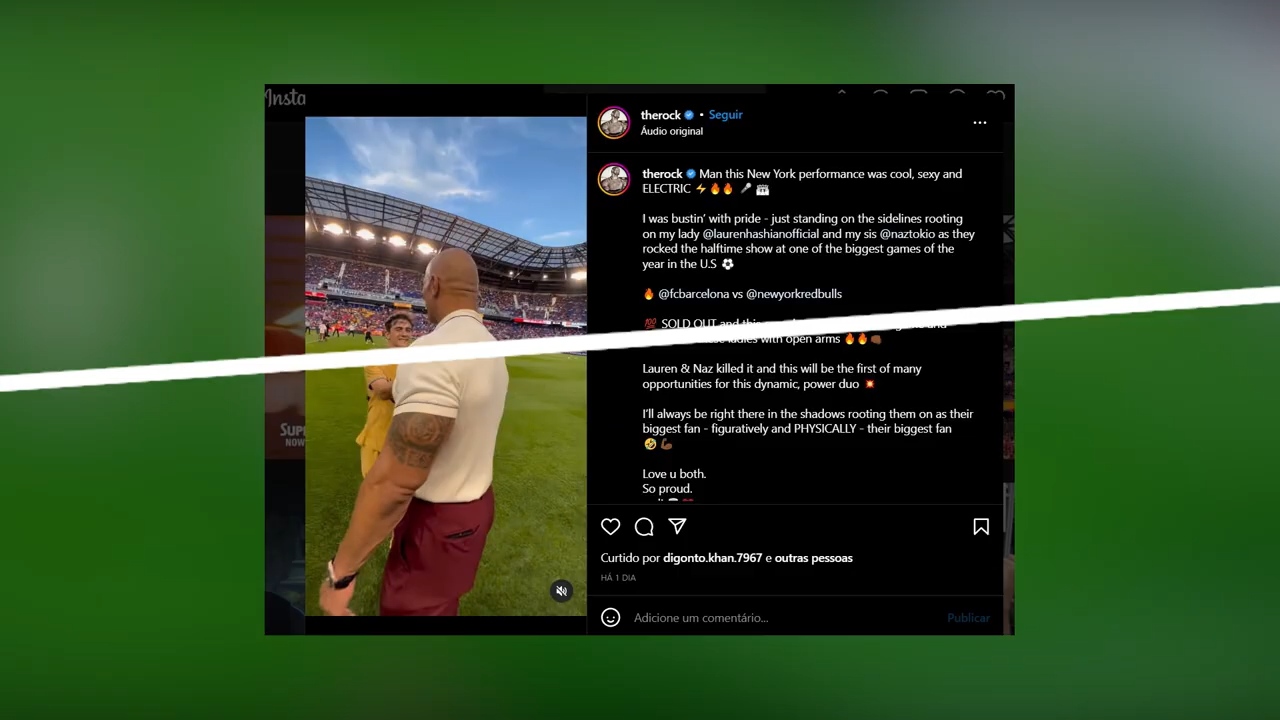 Insta
therock • Seguir
Áudio original
therock Man this New York performance was cool, sexy and
ELECTRIC ⚡🔥🔥 🎤 🏟
I was bustin' with pride - just standing on the sidelines rooting
on my lady @laurenhashianofficial and my sis @naztokio as they
rocked the halftime show at one of the biggest games of the
year in the U.S ⚽
🔥 @fcbarcelona vs @newyorkredbulls
💯 SOLD OUT and this
ladies with open arms 🔥🔥👊🏾
Lauren & Naz killed it and this will be the first of many
opportunities for this dynamic, power duo 💥
I'll always be right there in the shadows rooting them on as their
biggest fan - figuratively and PHYSICALLY - their biggest fan
🤣💪🏾
Love u both.
So proud.
Curtido por digonto.khan.7967 e outras pessoas
HÁ 1 DIA
Adicione um comentário...
Publicar
SUP
NOW